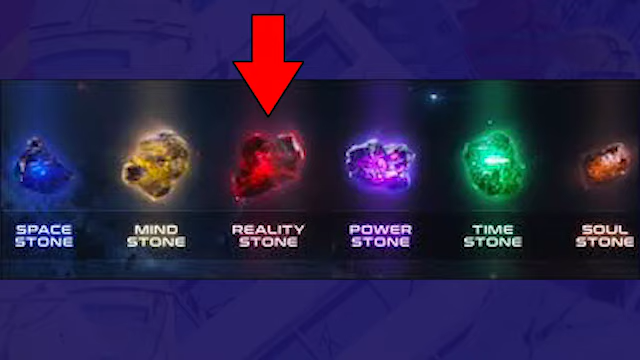 SPACE
STONE
MIND
STONE
REALITY
STONE
POWER
STONE
TIME
STONE
SOUL
STONE